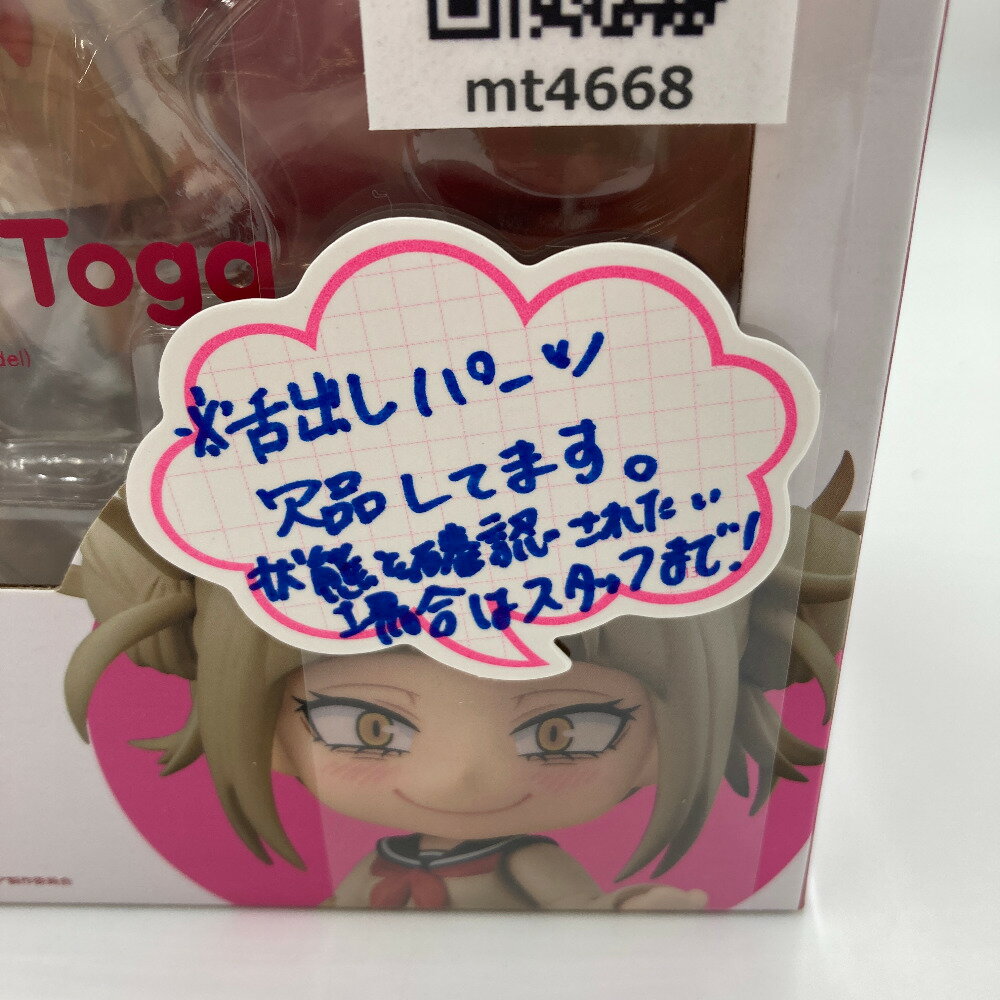 mt4668
Toga
del)
※舌出しパーツ
欠品してます。
状態を確認されたい
場合はスタッフまで!